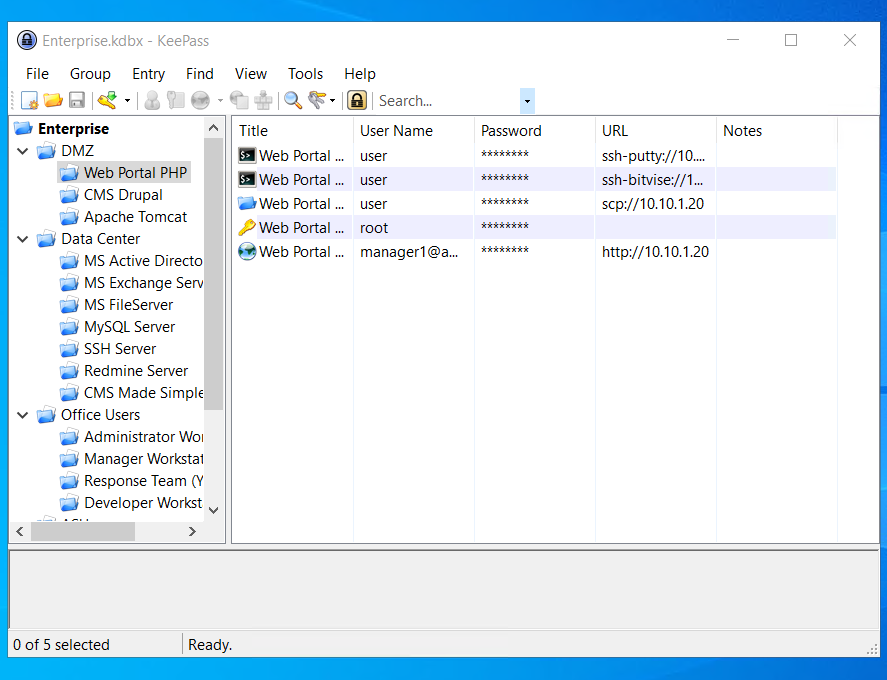 Enterprise.kdbx - KeePass
File Group Entry Find View Tools Help
Search...
Enterprise
DMZ
Web Portal PHP
CMS Drupal
Apache Tomcat
Data Center
MS Active Directo
MS Exchange Serv
MS FileServer
MySQL Server
SSH Server
Redmine Server
CMS Made Simple
Office Users
Administrator Wor
Manager Workstat
Response Team (Y
Developer Workst
Title User Name Password URL Notes
Web Portal ... user ******** ssh-putty://10....
Web Portal ... user ******** ssh-bitvise://1...
Web Portal ... user ******** scp://10.10.1.20
Web Portal ... root ********
Web Portal ... manager1@a... ******** http://10.10.1.20
0 of 5 selected Ready.